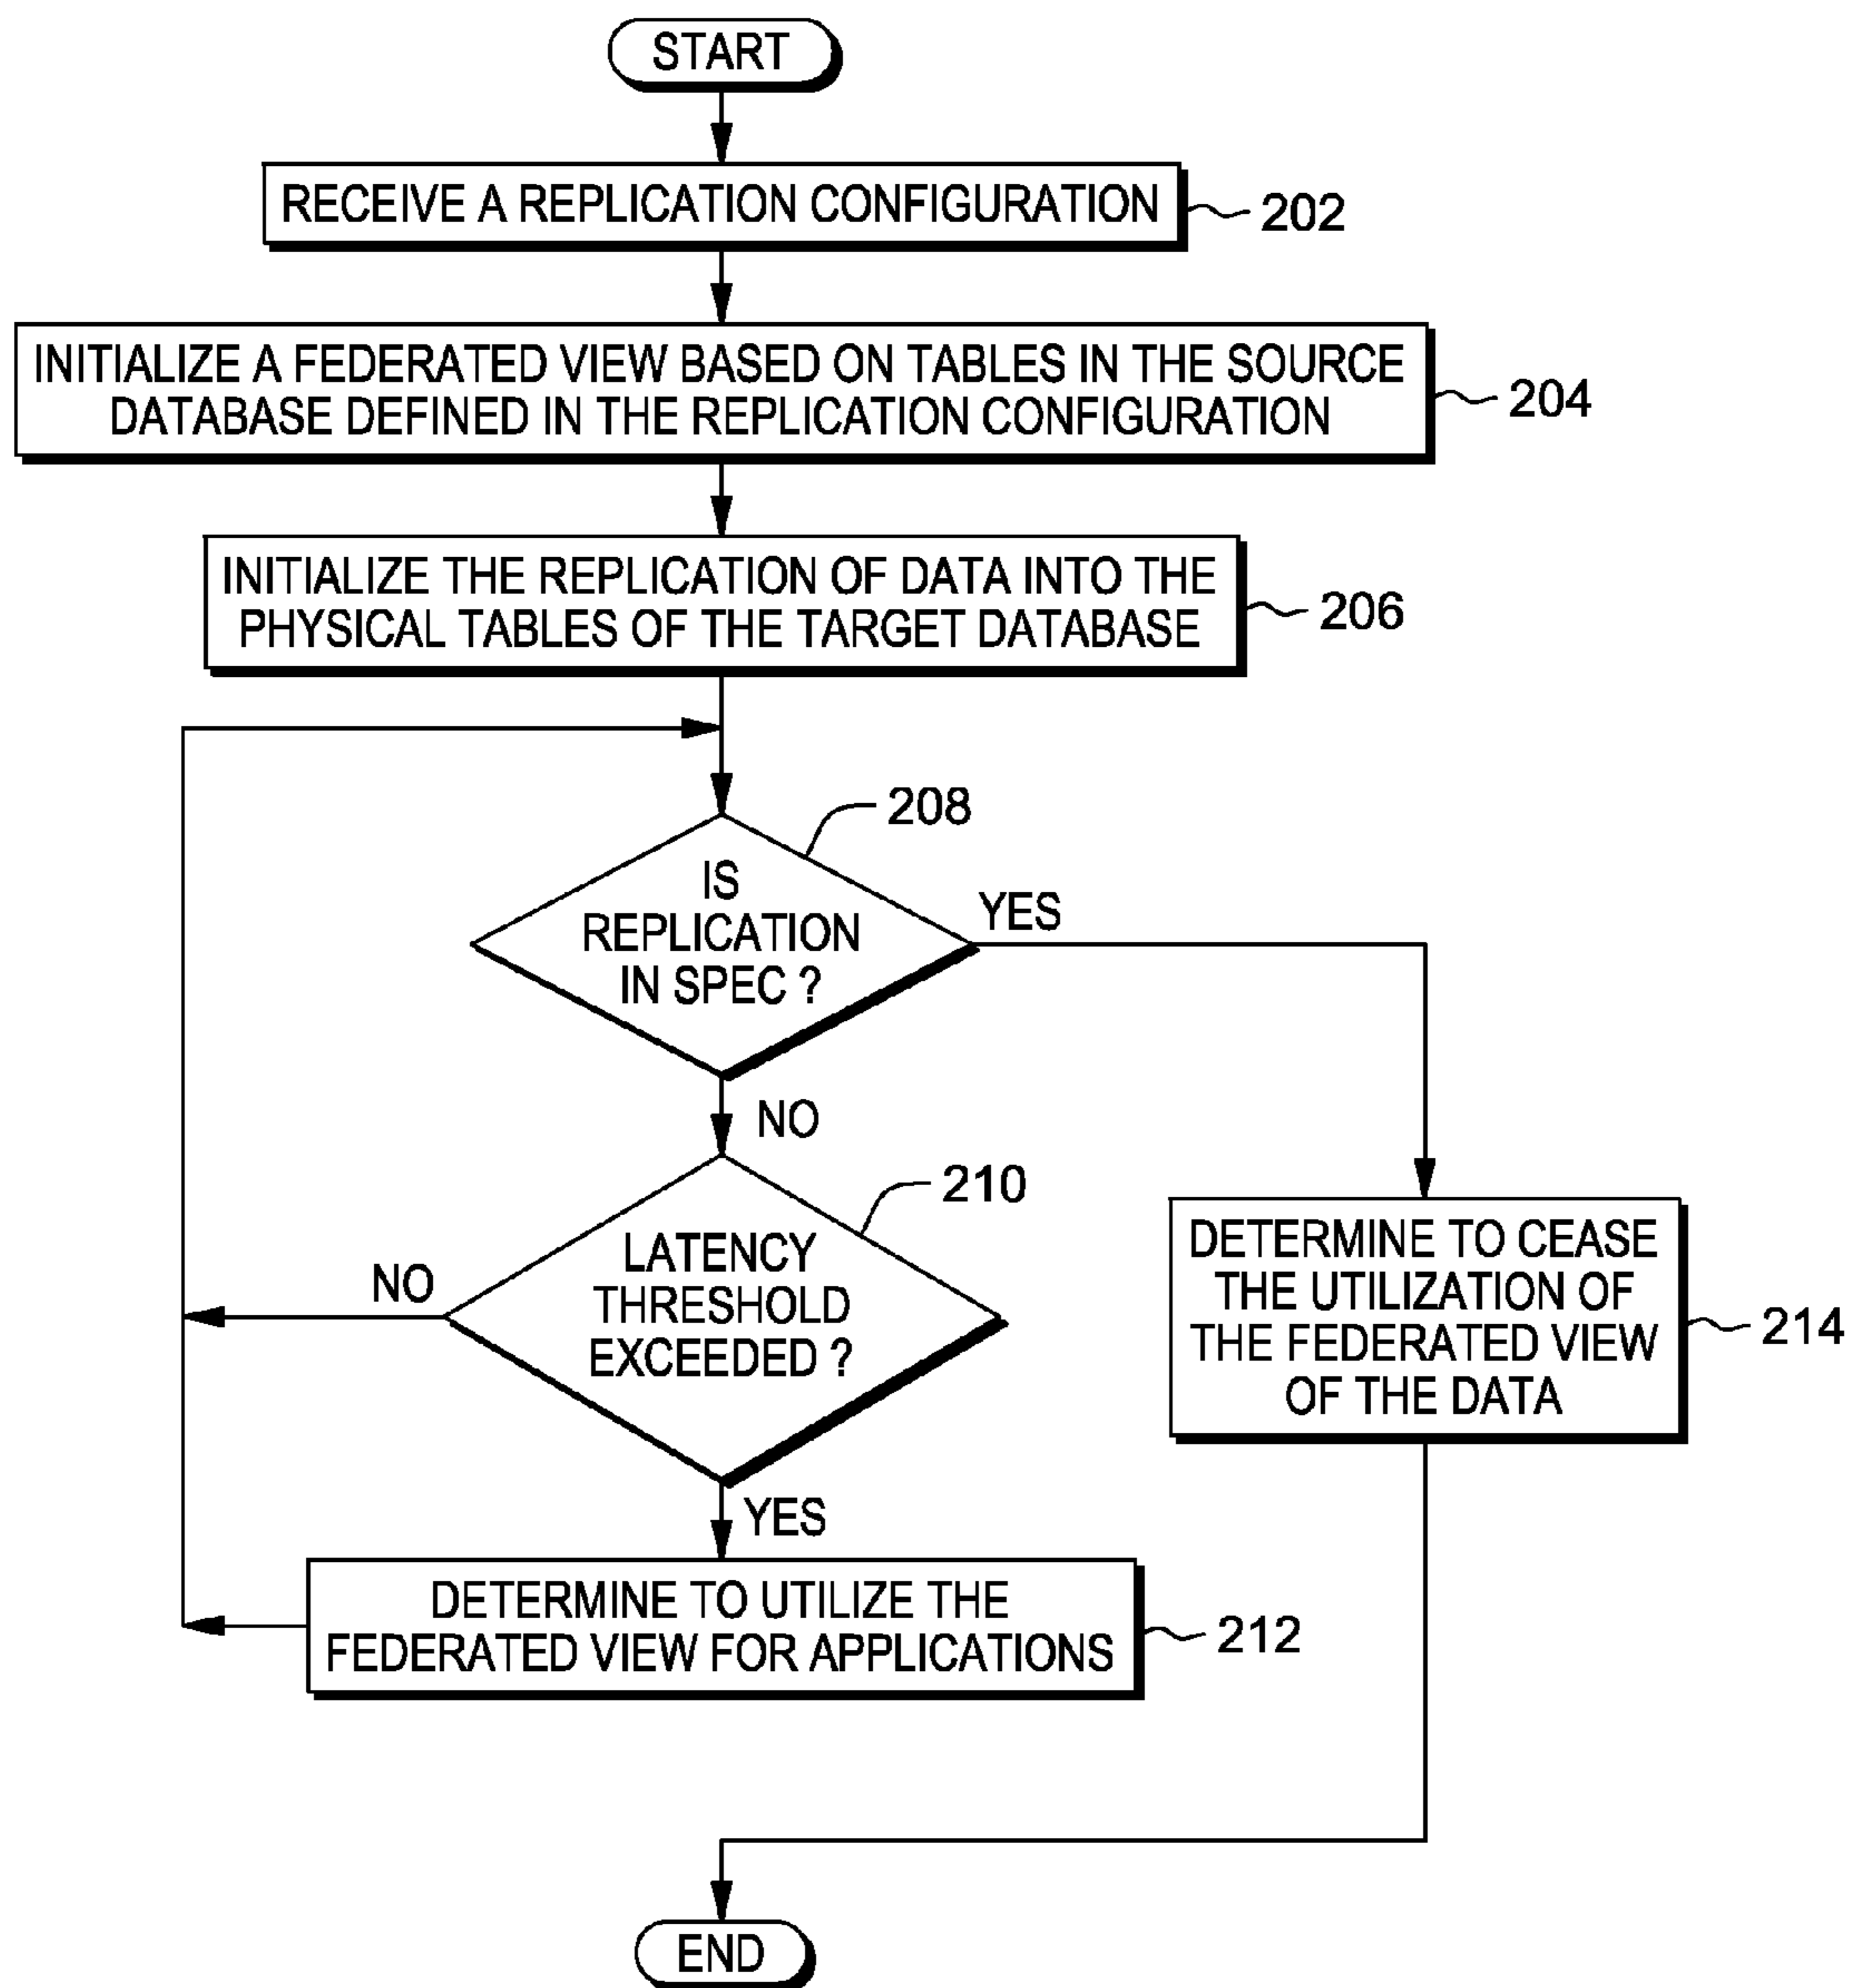 START
RECEIVE A REPLICATION CONFIGURATION
202
INITIALIZE A FEDERATED VIEW BASED ON TABLES IN THE SOURCE
DATABASE DEFINED IN THE REPLICATION CONFIGURATION
204
INITIALIZE THE REPLICATION OF DATA INTO THE
PHYSICAL TABLES OF THE TARGET DATABASE
206
208
IS
REPLICATION
IN SPEC ?
YES
NO
210
LATENCY
THRESHOLD
EXCEEDED ?
NO
YES
DETERMINE TO UTILIZE THE
FEDERATED VIEW FOR APPLICATIONS
212
DETERMINE TO CEASE
THE UTILIZATION OF
THE FEDERATED VIEW
OF THE DATA
214
END